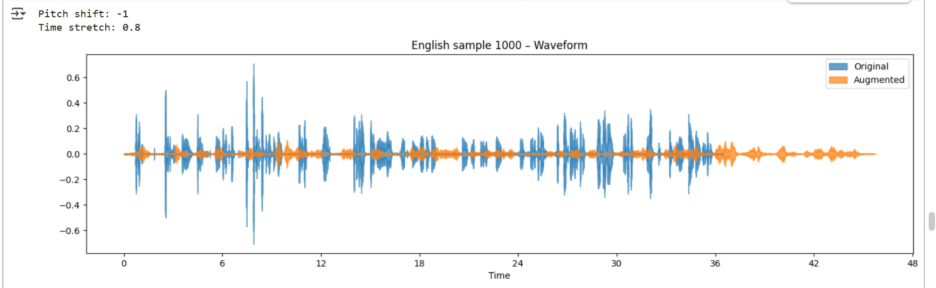 Pitch shift: -1
Time stretch: 0.8
English sample 1000 – Waveform
Original
Augmented
0.6
0.4
0.2
0.0
−0.2
−0.4
−0.6
0 6 12 18 24 30 36 42 48
Time